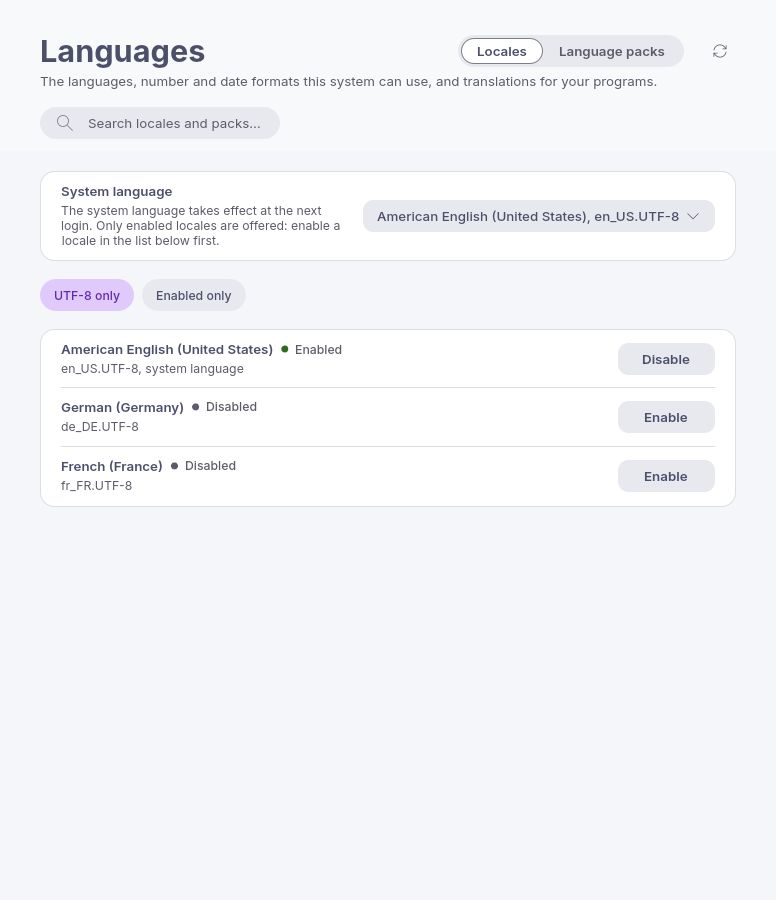 Languages
Locales
Language packs
The languages, number and date formats this system can use, and translations for your programs.
Search locales and packs...
System language
The system language takes effect at the next
login. Only enabled locales are offered: enable a
locale in the list below first.
American English (United States), en_US.UTF-8
UTF-8 only
Enabled only
American English (United States)
Enabled
en_US.UTF-8, system language
Disable
German (Germany)
Disabled
de_DE.UTF-8
Enable
French (France)
Disabled
fr_FR.UTF-8
Enable